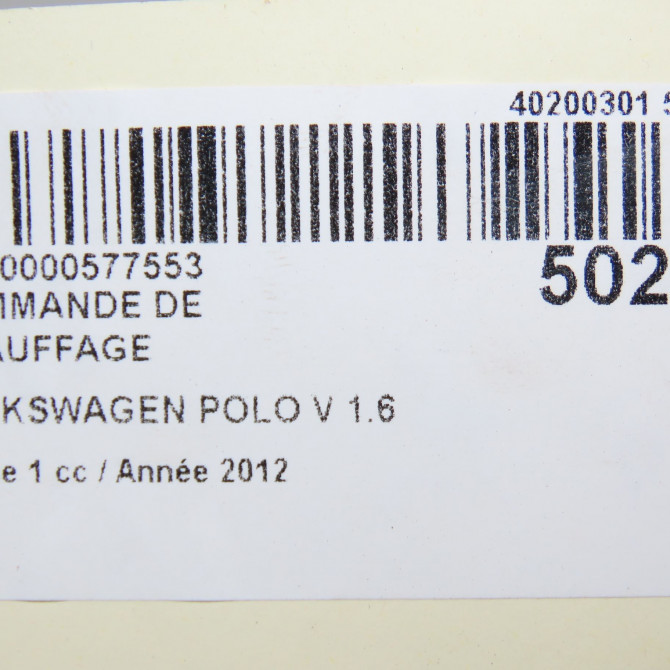 40200301 5
0000577553
502
MMANDE DE
AUFFAGE
KSWAGEN POLO V 1.6
e 1 cc / Année 2012